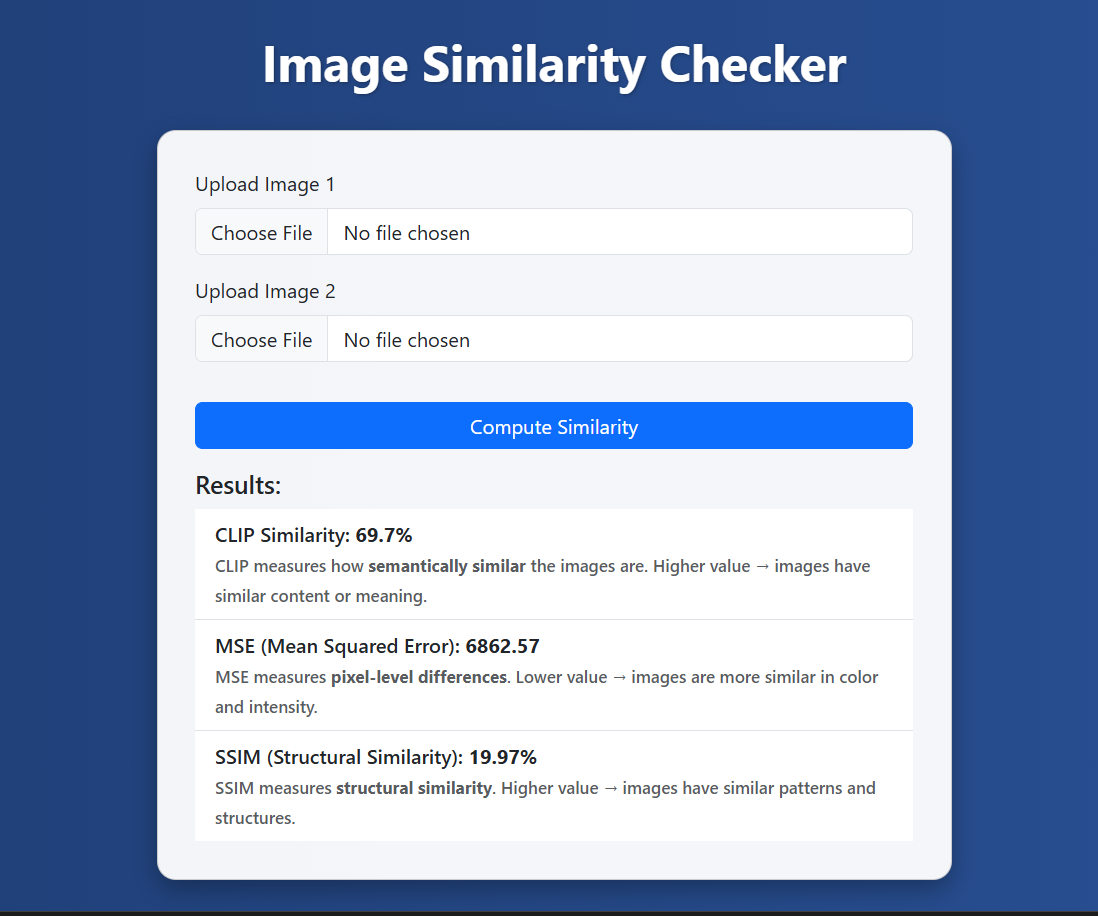 Image Similarity Checker
Upload Image 1
Choose File No file chosen
Upload Image 2
Choose File No file chosen
Compute Similarity
Results:
CLIP Similarity: 69.7%
CLIP measures how semantically similar the images are. Higher value → images have
similar content or meaning.
MSE (Mean Squared Error): 6862.57
MSE measures pixel-level differences. Lower value → images are more similar in color
and intensity.
SSIM (Structural Similarity): 19.97%
SSIM measures structural similarity. Higher value → images have similar patterns and
structures.